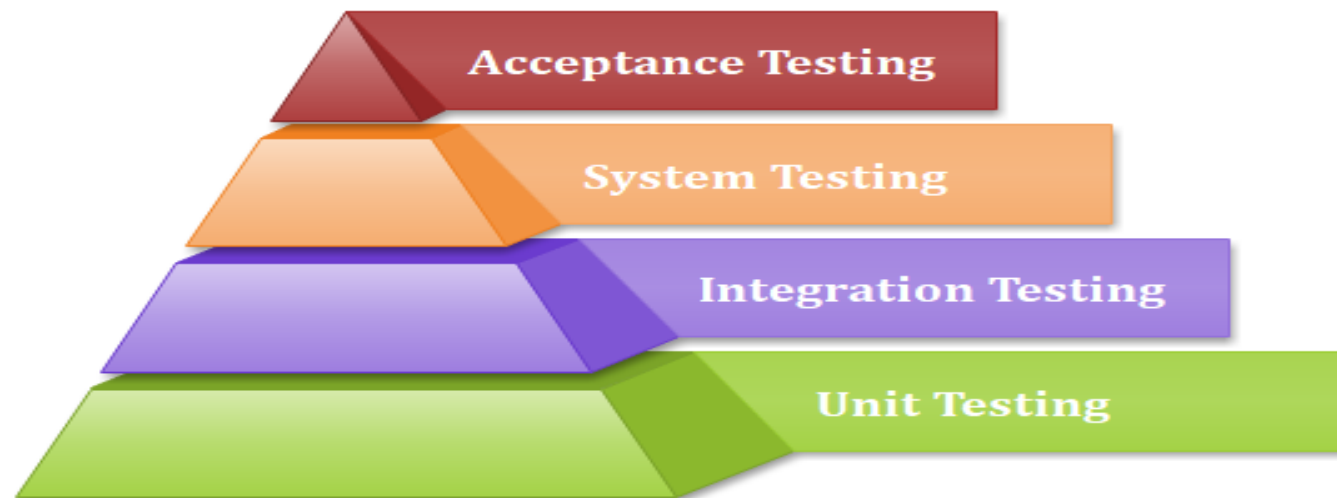 Acceptance Testing
System Testing
Integration Testing
Unit Testing